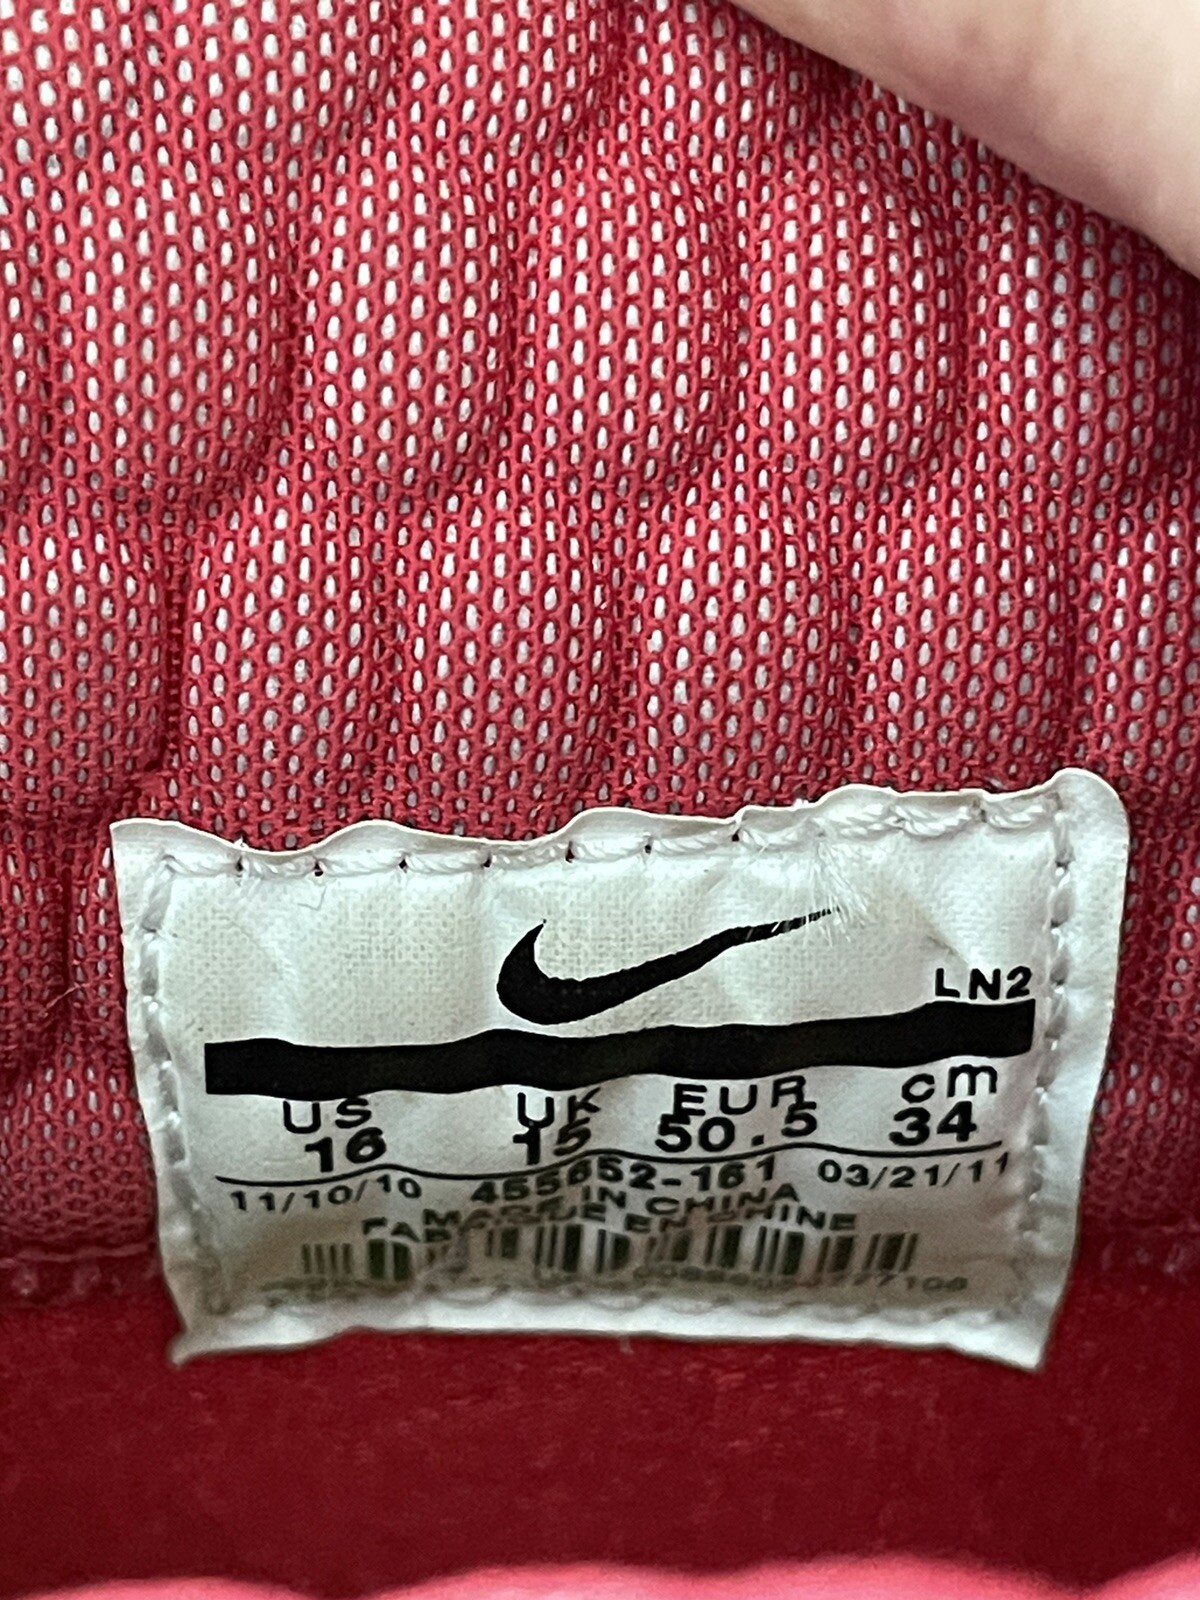 LN2
US UK EUR cm
16 15 50.5 34
11/10/10 455652-161 03/21/11
MADE IN CHINA
FABRIQUE EN CHINE